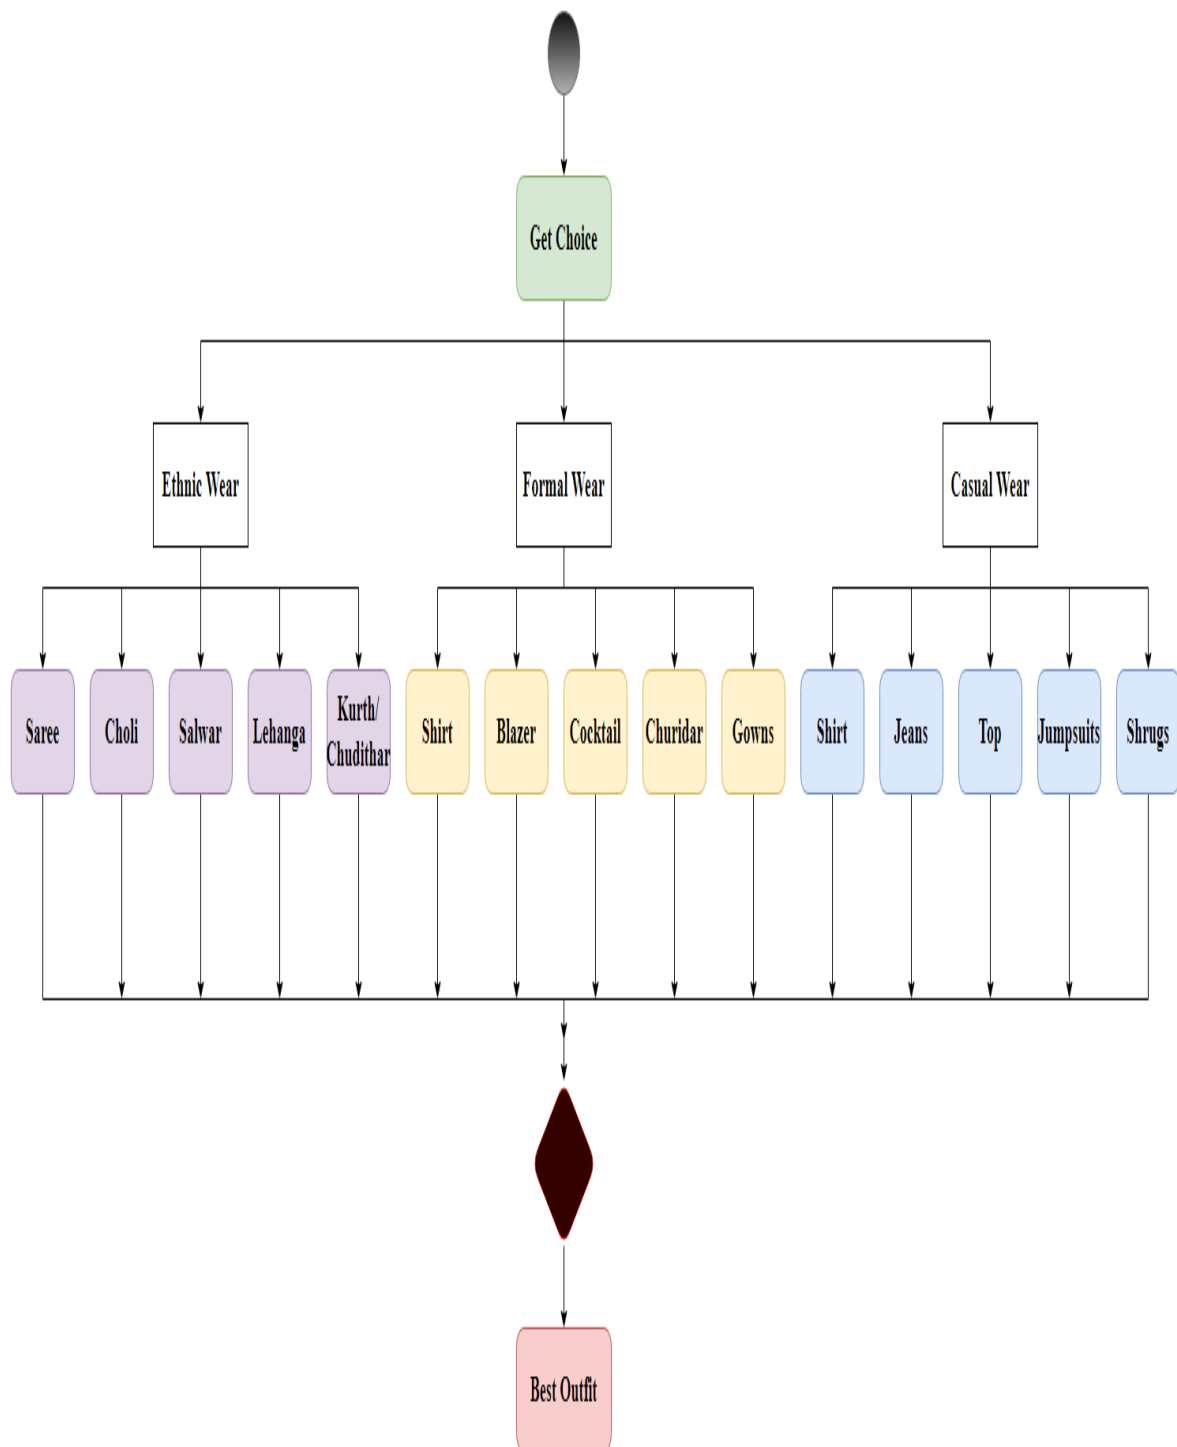 Get Choice
Ethnic Wear
Formal Wear
Casual Wear
Saree
Choli
Salwar
Lehanga
Kurth/
Chudithar
Shirt
Blazer
Cocktail
Churidar
Gowns
Shirt
Jeans
Top
Jumpsuits
Shrugs
Best Outfit